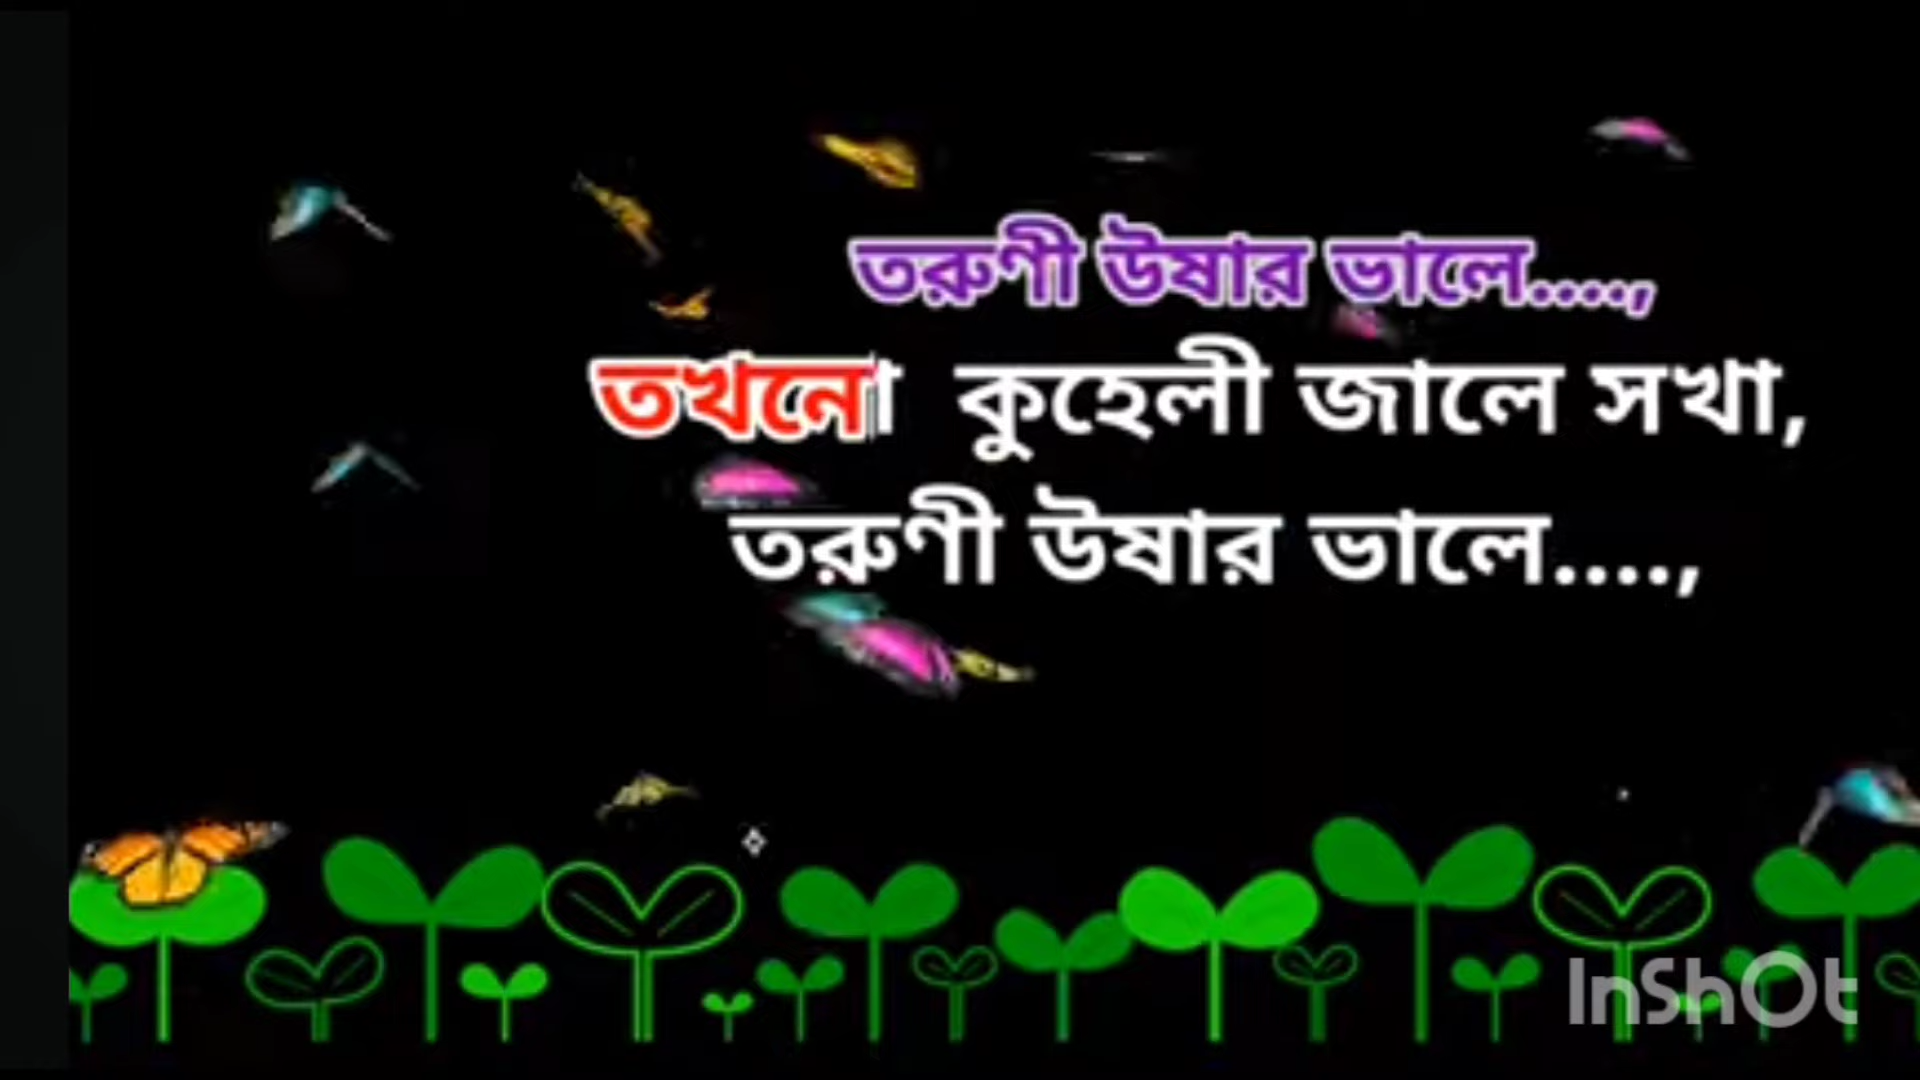 তরুণী উষার ভালে....,
তখনো কুহেলী জালে সখা,
তরুণী উষার ভালে....,
InShOt